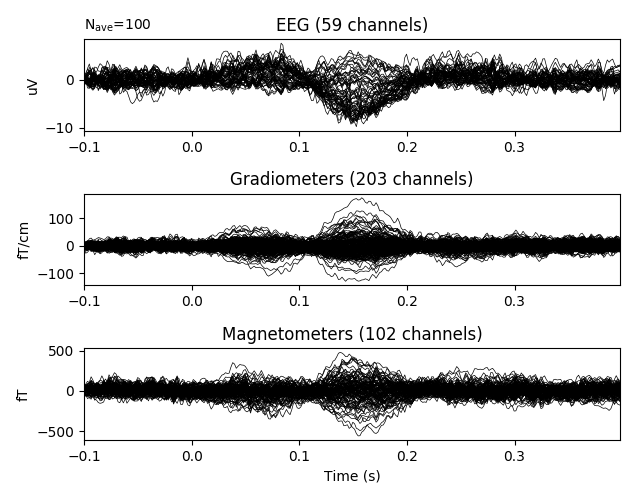 N_ave=100
EEG (59 channels)
uV
0
−10
−0.1 0.0 0.1 0.2 0.3
Gradiometers (203 channels)
fT/cm
100
0
−100
−0.1 0.0 0.1 0.2 0.3
Magnetometers (102 channels)
fT
500
0
−500
−0.1 0.0 0.1 0.2 0.3
Time (s)